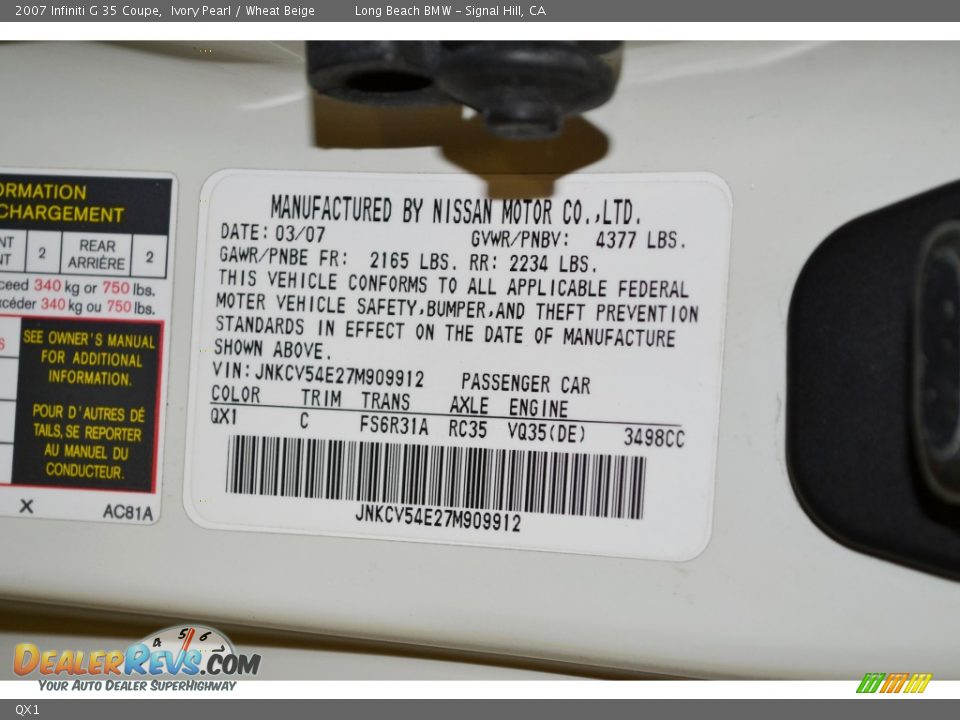 2007 Infiniti G 35 Coupe, Ivory Pearl / Wheat Beige Long Beach BMW - Signal Hill, CA
ORMATION
CHARGEMENT
NT 2 REAR 2
NT ARRIÈRE
ceed 340 kg or 750 lbs.
xcéder 340 kg ou 750 lbs.
S
SEE OWNER'S MANUAL
FOR ADDITIONAL
INFORMATION.
POUR D'AUTRES DÉ
TAILS, SE REPORTER
AU MANUEL DU
CONDUCTEUR.
X AC81A
MANUFACTURED BY NISSAN MOTOR CO.,LTD.
DATE: 03/07 GVWR/PNBV: 4377 LBS.
GAWR/PNBE FR: 2165 LBS. RR: 2234 LBS.
THIS VEHICLE CONFORMS TO ALL APPLICABLE FEDERAL
MOTER VEHICLE SAFETY,BUMPER,AND THEFT PREVENTION
STANDARDS IN EFFECT ON THE DATE OF MANUFACTURE
SHOWN ABOVE.
VIN: JNKCV54E27M909912 PASSENGER CAR
COLOR TRIM TRANS AXLE ENGINE
QX1 C FS6R31A RC35 VQ35(DE) 3498CC
JNKCV54E27M909912
4 5 6
DEALERREVS.COM
YOUR AUTO DEALER SUPERHIGHWAY
QX1